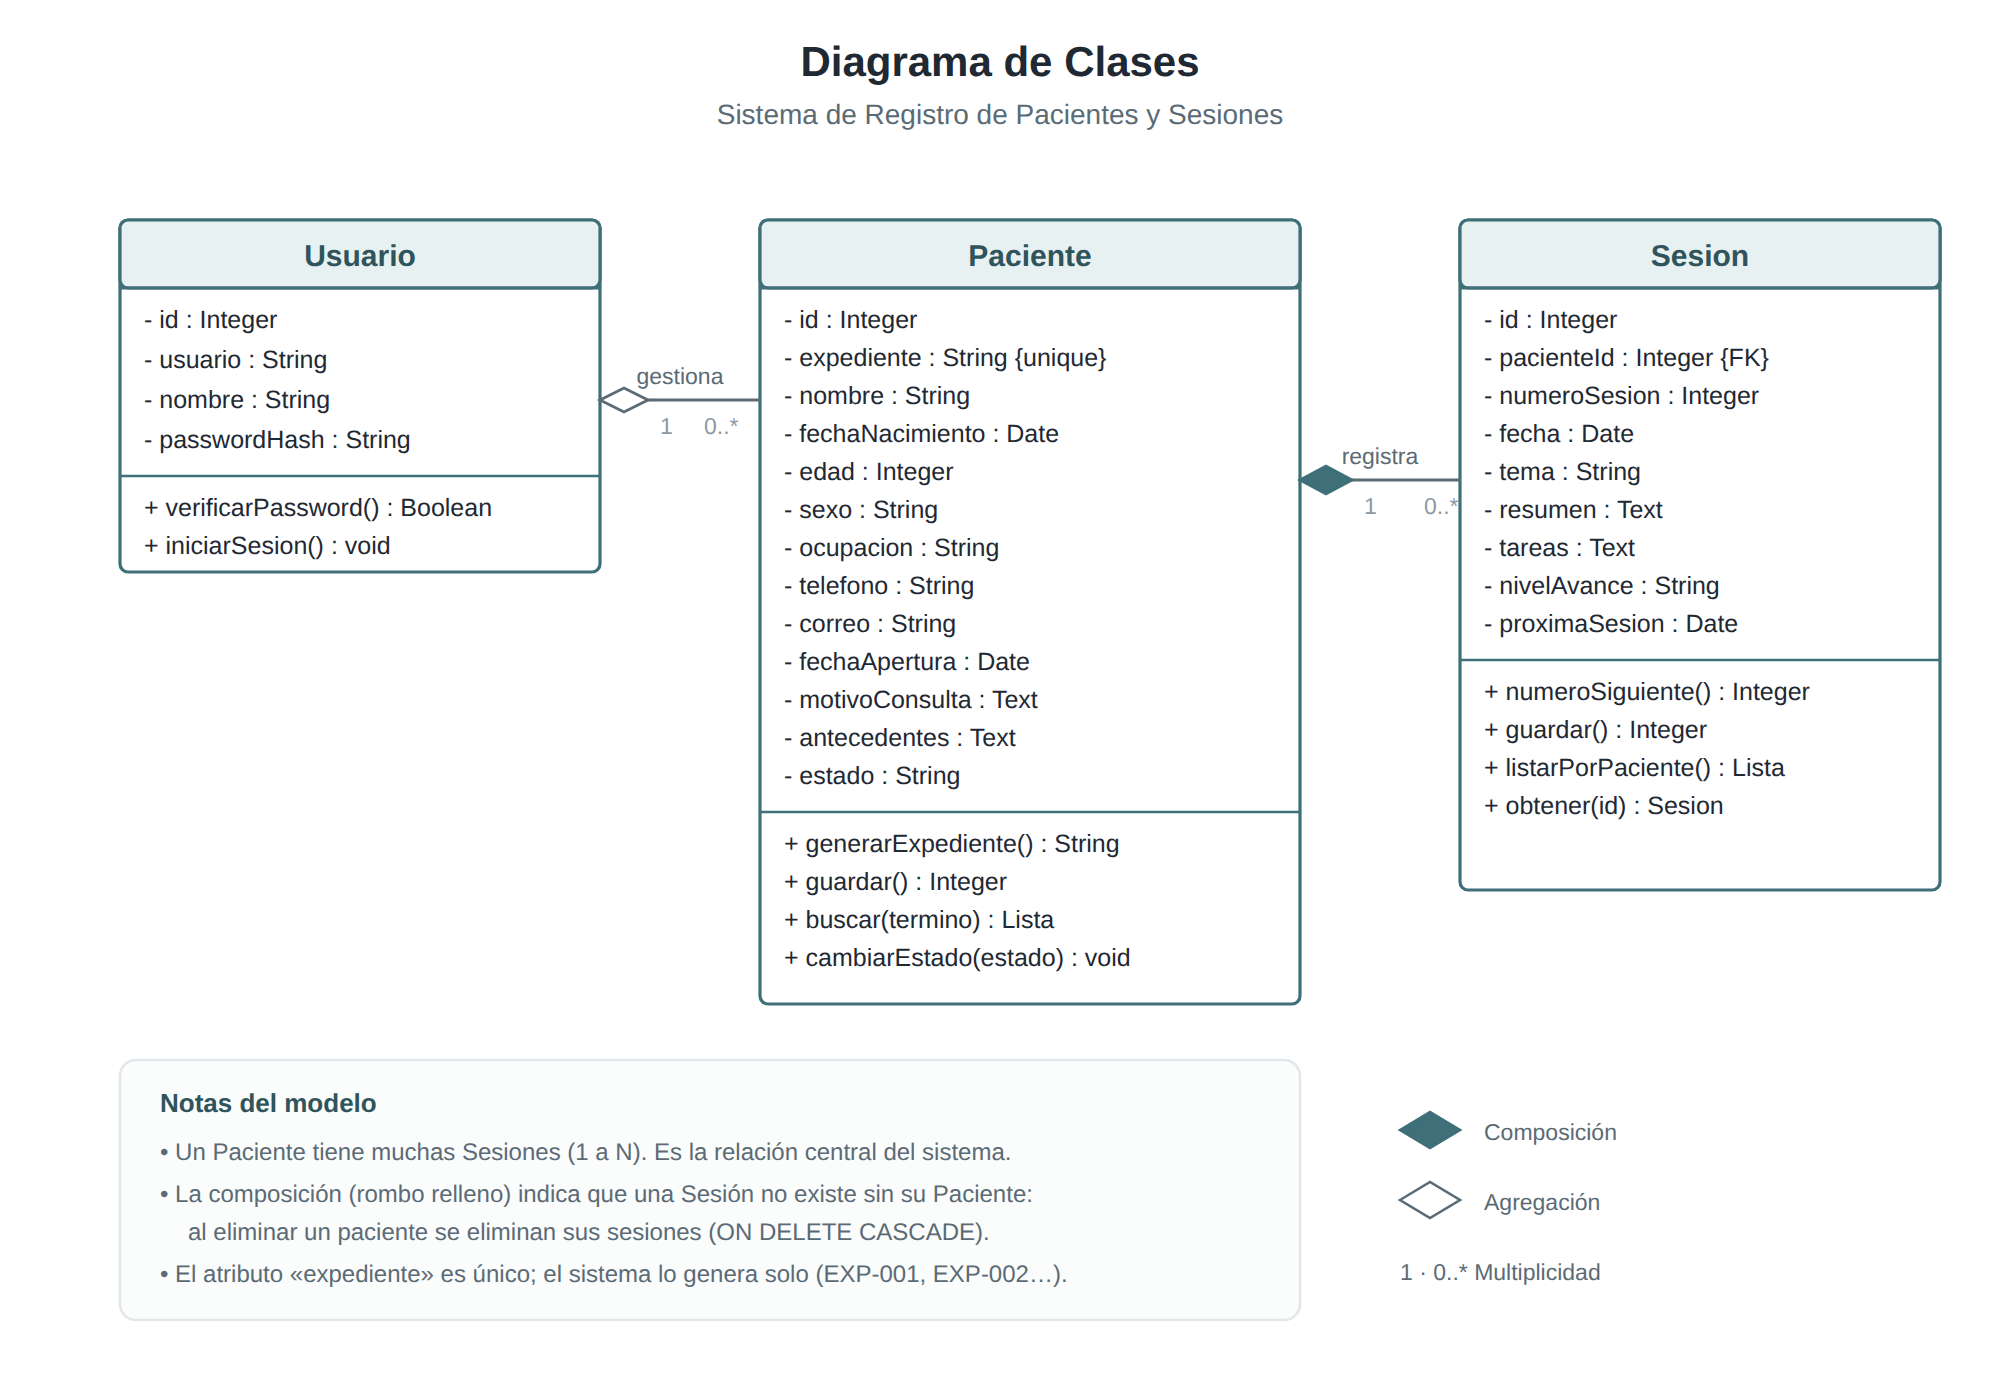 Diagrama de Clases
Sistema de Registro de Pacientes y Sesiones
Usuario
- id : Integer
- usuario : String
- nombre : String
- passwordHash : String
+ verificarPassword() : Boolean
+ iniciarSesion() : void
gestiona
1 0..*
Paciente
- id : Integer
- expediente : String {unique}
- nombre : String
- fechaNacimiento : Date
- edad : Integer
- sexo : String
- ocupacion : String
- telefono : String
- correo : String
- fechaApertura : Date
- motivoConsulta : Text
- antecedentes : Text
- estado : String
+ generarExpediente() : String
+ guardar() : Integer
+ buscar(termino) : Lista
+ cambiarEstado(estado) : void
registra
1 0..*
Sesion
- id : Integer
- pacienteId : Integer {FK}
- numeroSesion : Integer
- fecha : Date
- tema : String
- resumen : Text
- tareas : Text
- nivelAvance : String
- proximaSesion : Date
+ numeroSiguiente() : Integer
+ guardar() : Integer
+ listarPorPaciente() : Lista
+ obtener(id) : Sesion
Notas del modelo
• Un Paciente tiene muchas Sesiones (1 a N). Es la relación central del sistema.
• La composición (rombo relleno) indica que una Sesión no existe sin su Paciente:
al eliminar un paciente se eliminan sus sesiones (ON DELETE CASCADE).
• El atributo «expediente» es único; el sistema lo genera solo (EXP-001, EXP-002…).
Composición
Agregación
1 · 0..* Multiplicidad